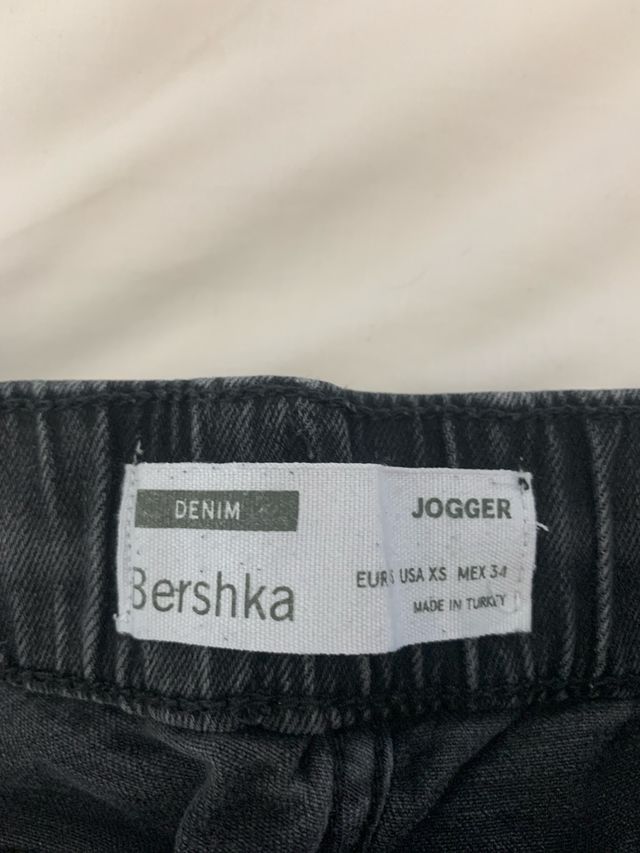 DENIM
JOGGER
Bershka
EUR S USA XS MEX 34
MADE IN TURKEY